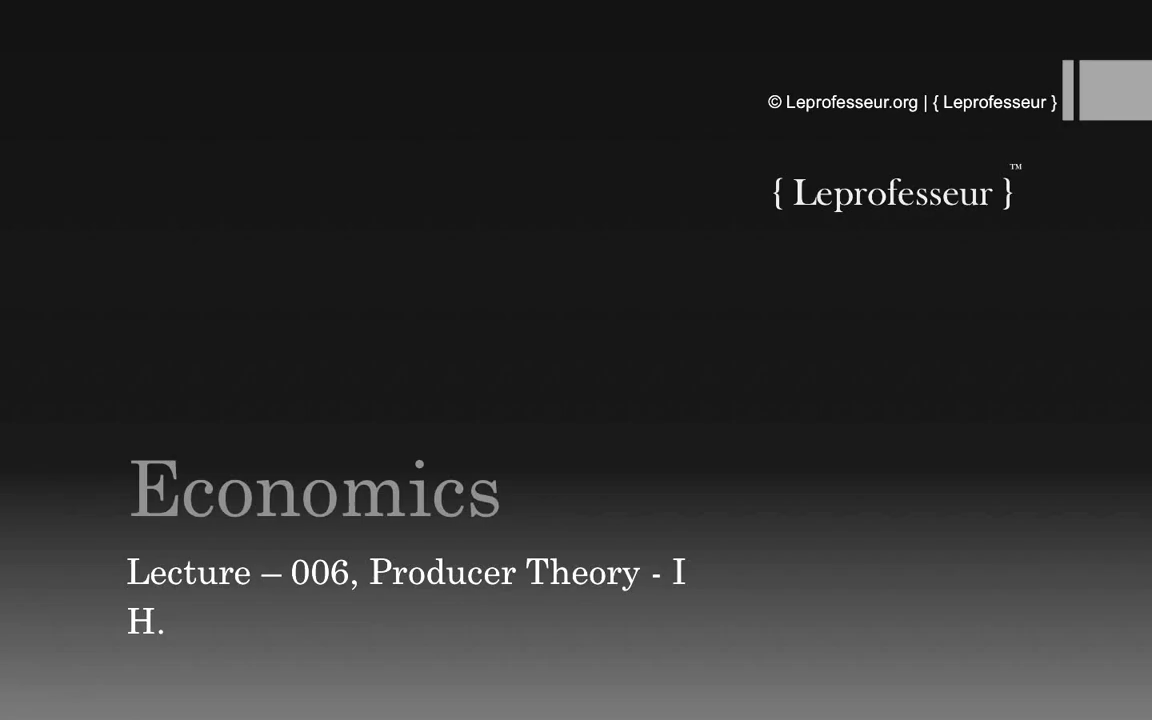 © Leprofesseur.org | { Leprofesseur }
{ Leprofesseur }™
Economics
Lecture – 006, Producer Theory - I
H.